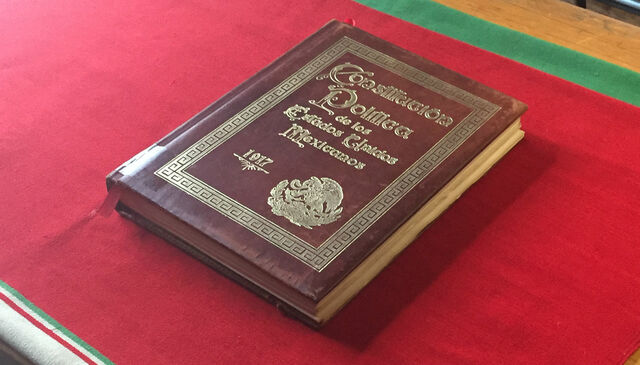 Constitución
Política
de los
Estados Unidos
Mexicanos
1917